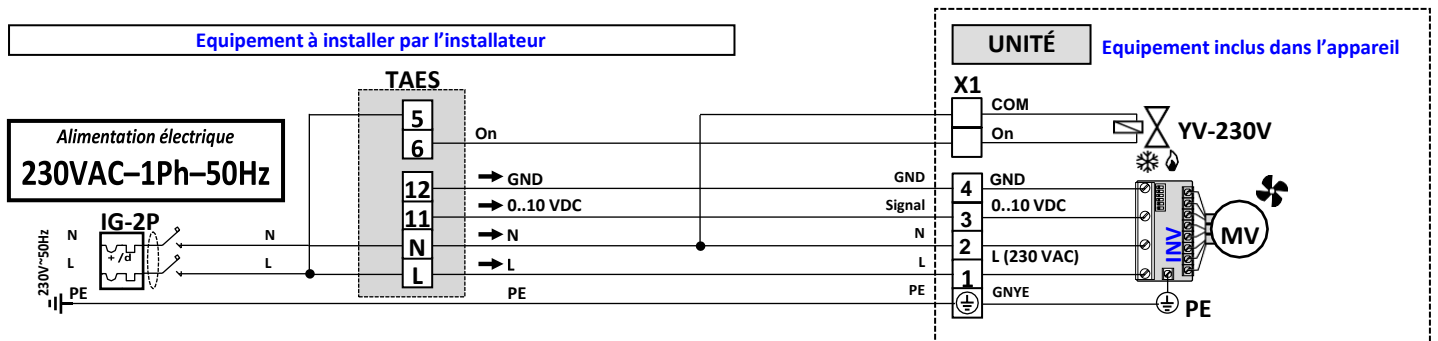 Equipement à installer par l’installateur
UNITÉ
Equipement inclus dans l’appareil
TAES
X1
Alimentation électrique
230VAC–1Ph–50Hz
5
6
On
COM
On
YV-230V
12
GND
GND
4
GND
11
0..10 VDC
Signal
3
0..10 VDC
IG-2P
230V~50Hz
N
N
N
N
N
2
L
L
L
L
L
1
L (230 VAC)
INV
MV
PE
PE
PE
GNYE
PE